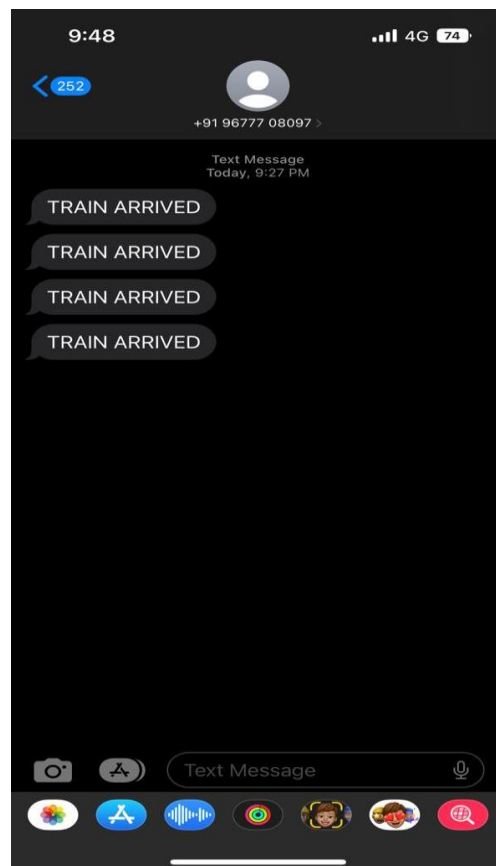 9:48
4G 74
252
+91 96777 08097
Text Message
Today, 9:27 PM
TRAIN ARRIVED
TRAIN ARRIVED
TRAIN ARRIVED
TRAIN ARRIVED
Text Message